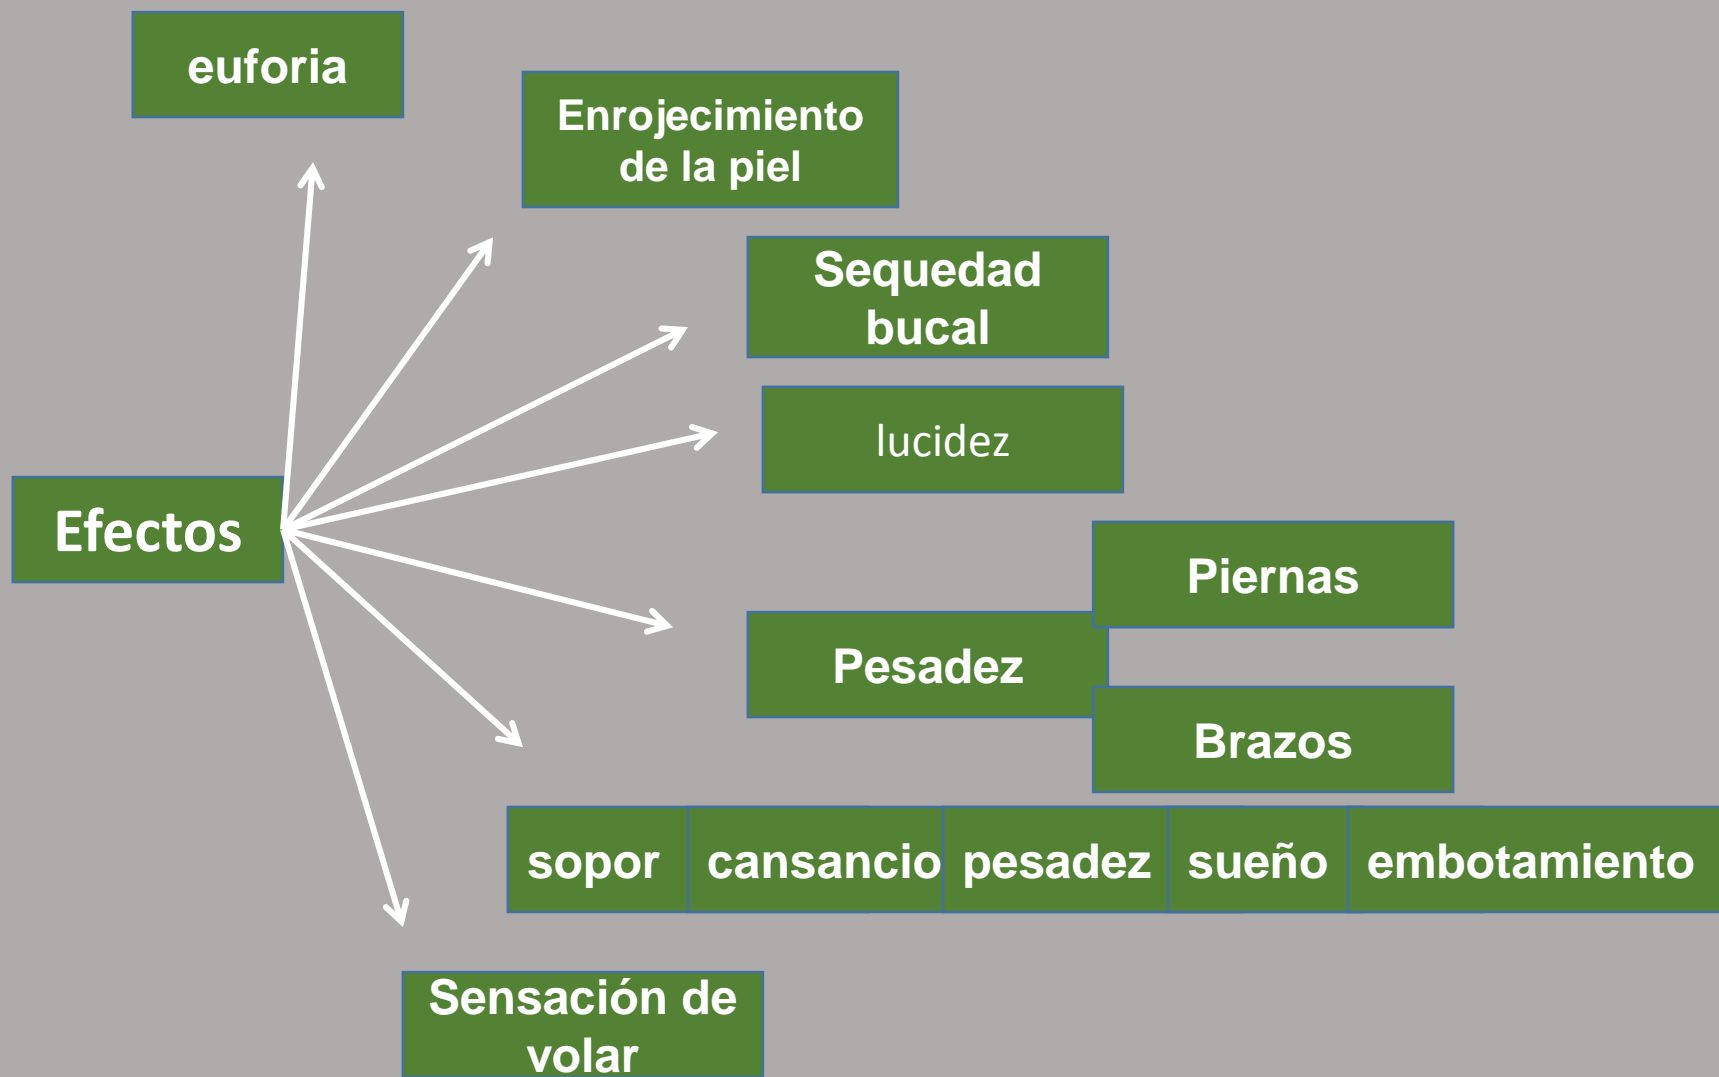 euforia
Enrojecimiento
de la piel
Sequedad
bucal
lucidez
Efectos
Piernas
Pesadez
Brazos
sopor cansancio pesadez sueño embotamiento
Sensación de
volar